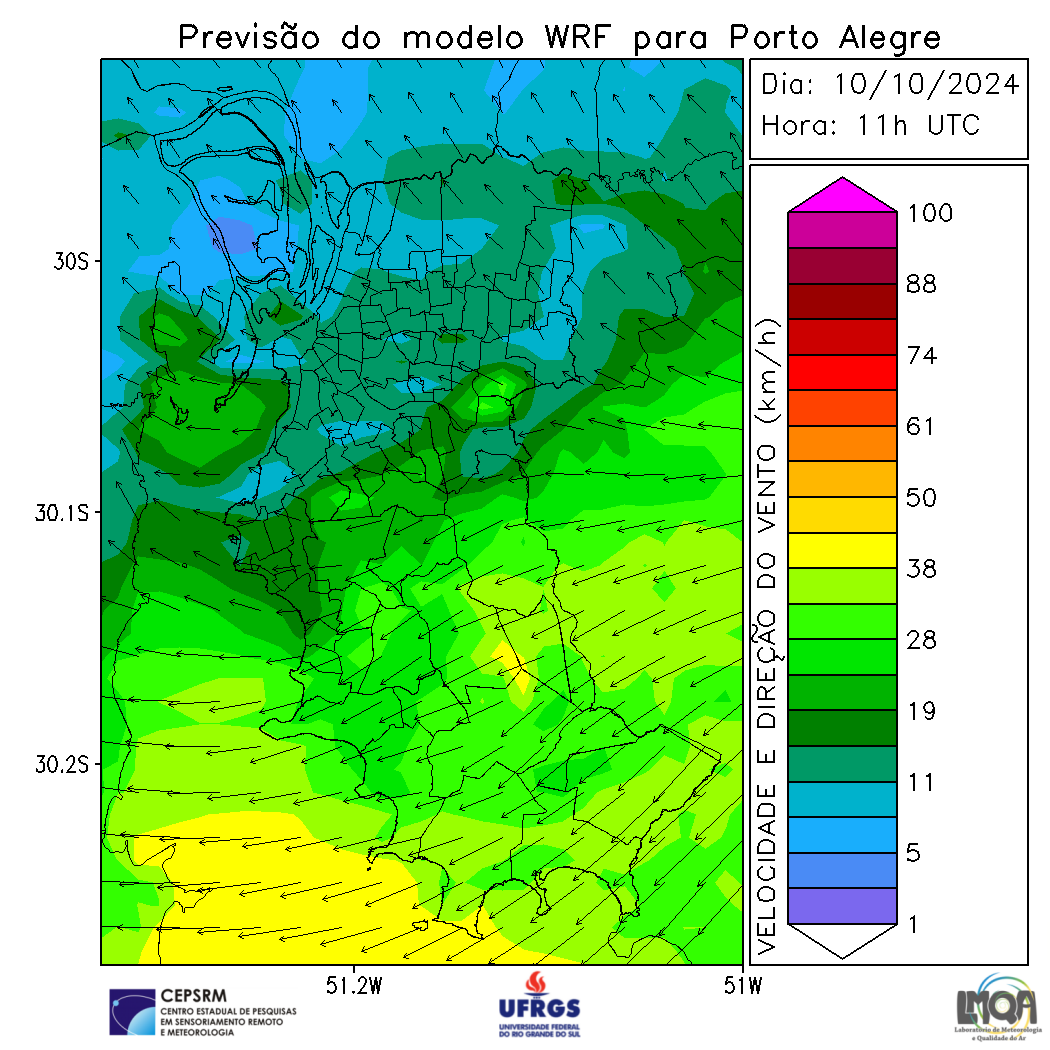 Previsão do modelo WRF para Porto Alegre
Dia: 10/10/2024
Hora: 11h UTC
30S
30.1S
30.2S
51.2W
51W
VELOCIDADE E DIREÇÃO DO VENTO (km/h)
100
88
74
61
50
38
28
19
11
5
1
CEPSRM
CENTRO ESTADUAL DE PESQUISAS
EM SENSORIAMENTO REMOTO
E METEOROLOGIA
UFRGS
UNIVERSIDADE FEDERAL
DO RIO GRANDE DO SUL
LMQA
Laboratório de Meteorologia
e Qualidade do Ar